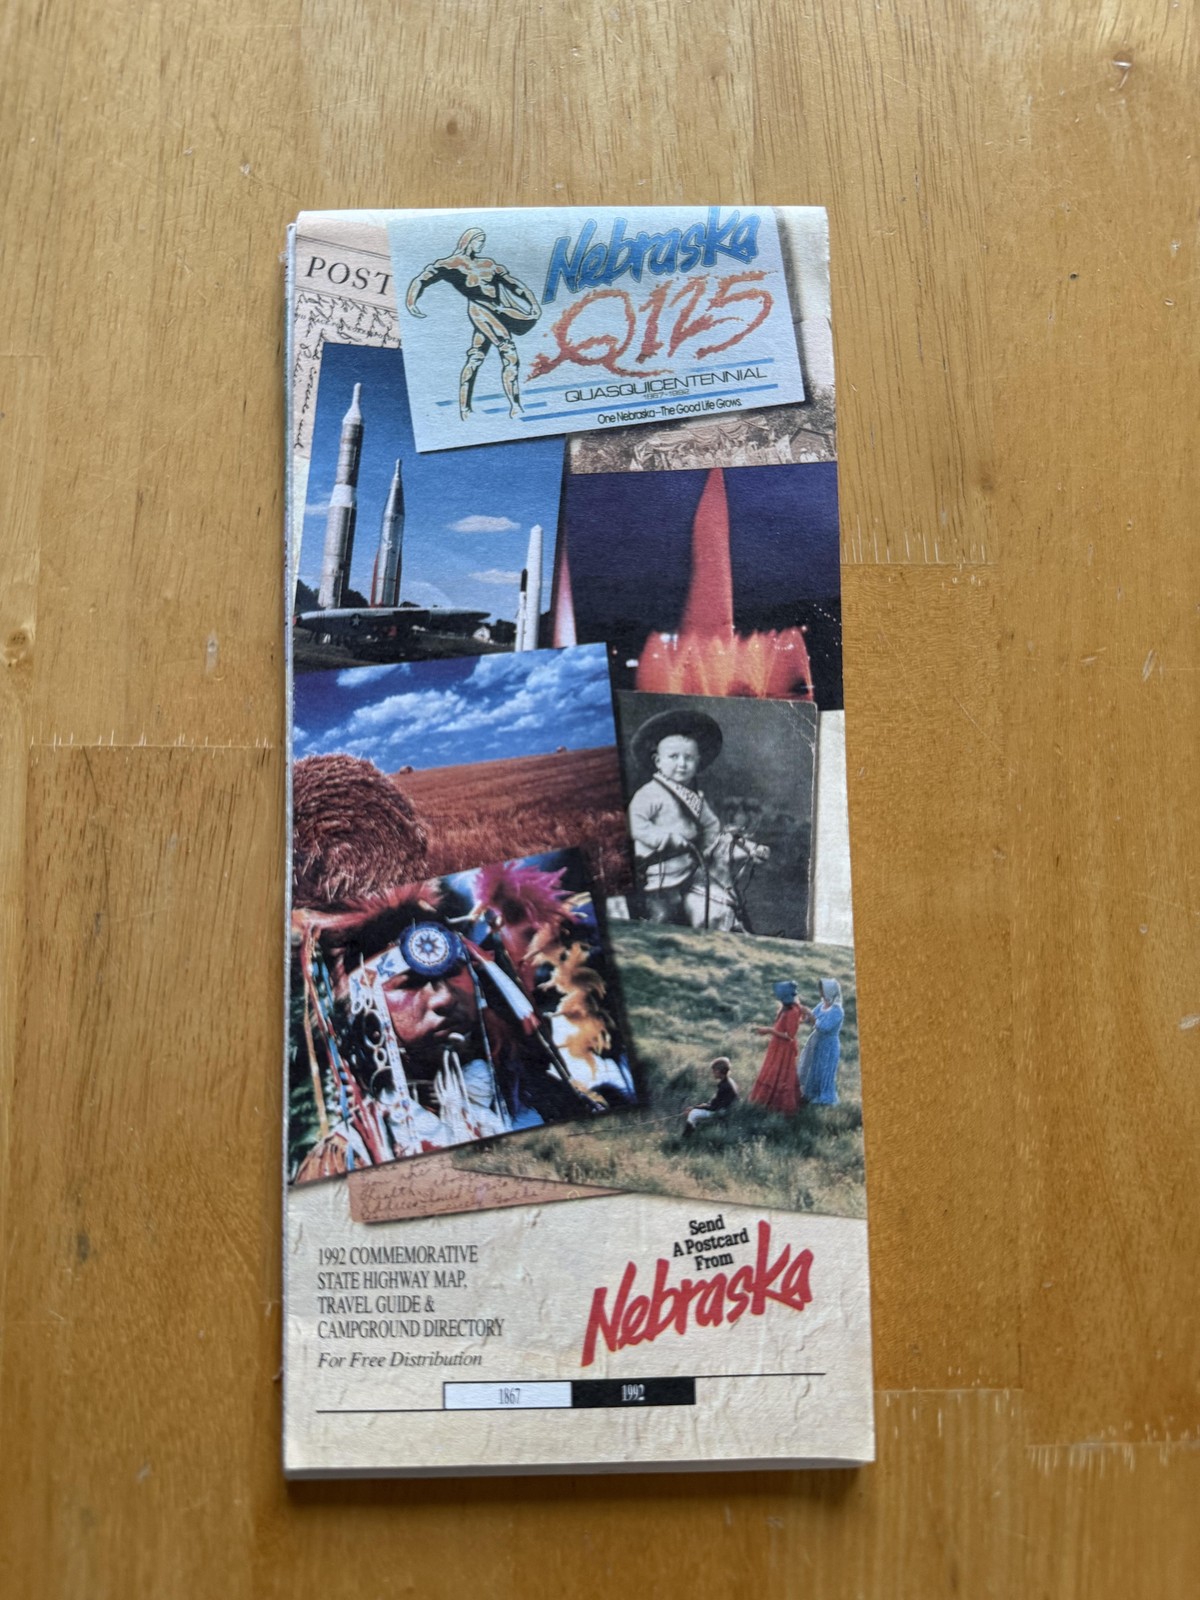 POST
Nebraska
Q125
QUASQUICENTENNIAL
1867-1992
One Nebraska--The Good Life Grows.
1992 COMMEMORATIVE
STATE HIGHWAY MAP,
TRAVEL GUIDE &
CAMPGROUND DIRECTORY
For Free Distribution
Send
A Postcard
From
Nebraska
1867
1992